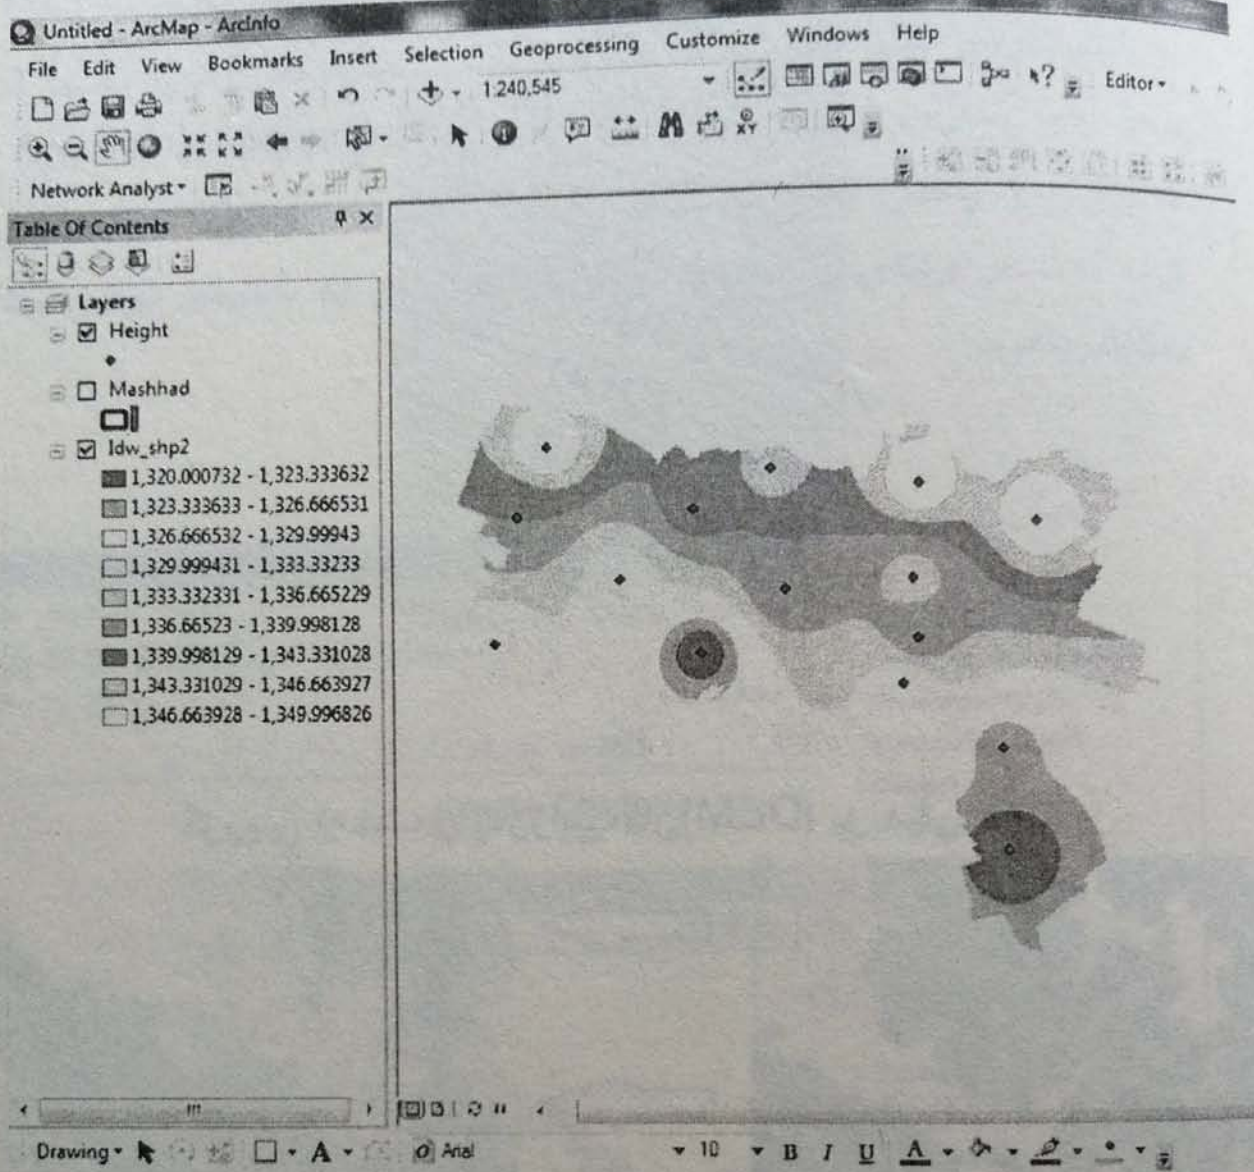 Untitled - ArcMap - ArcInfo
File Edit View Bookmarks Insert Selection Geoprocessing Customize Windows Help
1:240,545
Editor
Network Analyst
Table Of Contents
Layers
Height
Mashhad
Idw_shp2
1,320.000732 - 1,323.333632
1,323.333633 - 1,326.666531
1,326.666532 - 1,329.99943
1,329.999431 - 1,333.33233
1,333.332331 - 1,336.665229
1,336.66523 - 1,339.998128
1,339.998129 - 1,343.331028
1,343.331029 - 1,346.663927
1,346.663928 - 1,349.996826
Drawing A Arial 10 B I U A